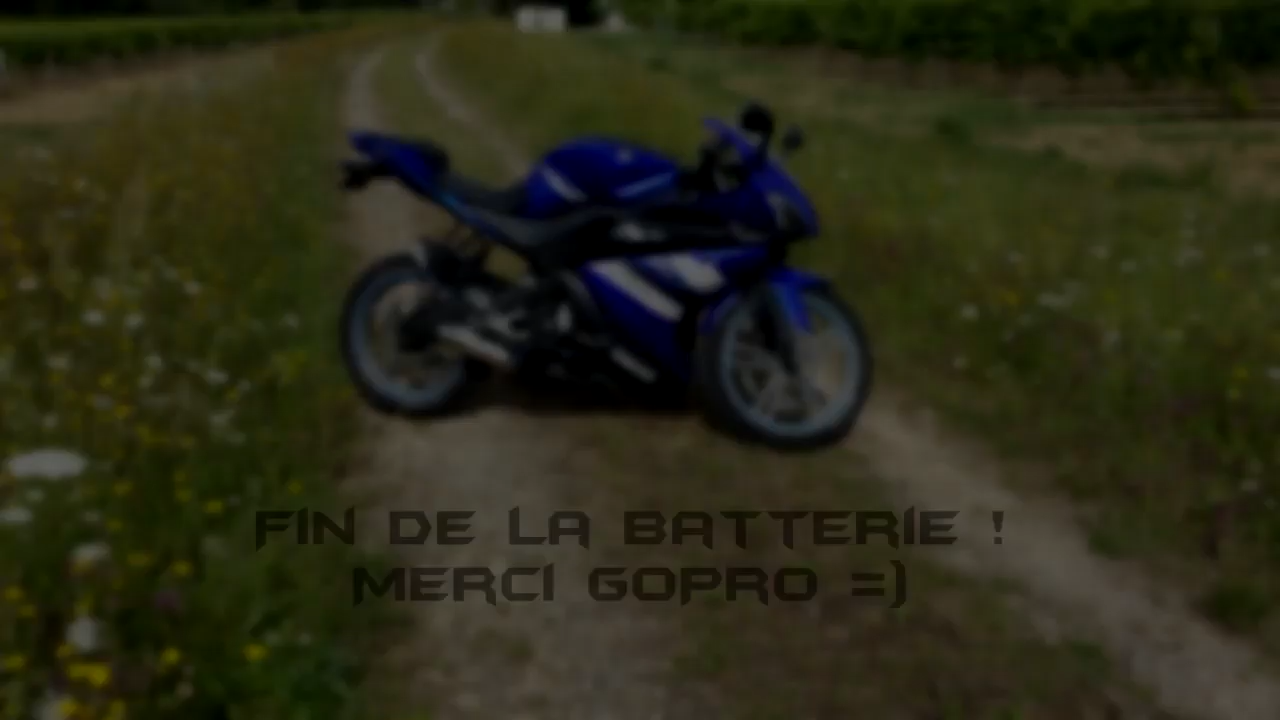 FIN DE LA BATTERIE !
MERCI GOPRO =)